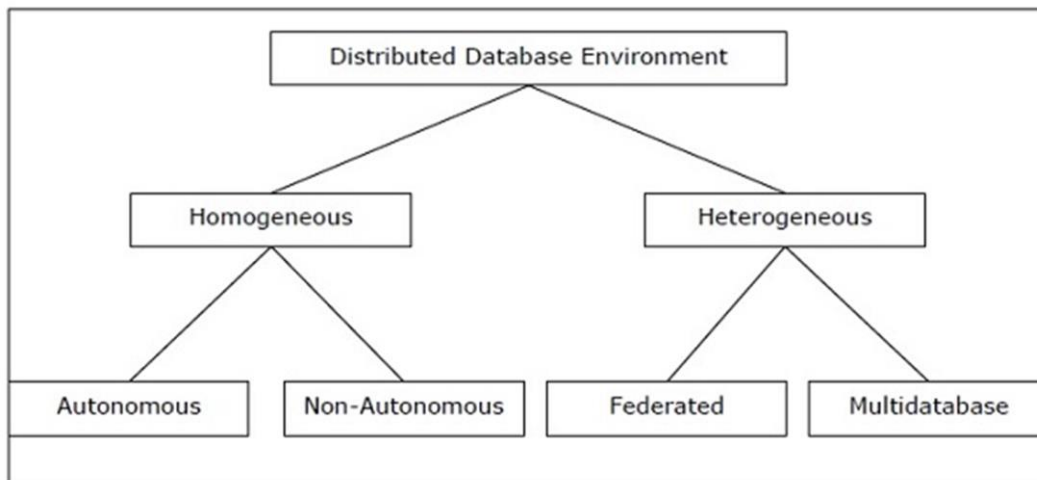 Distributed Database Environment
Homogeneous
Heterogeneous
Autonomous
Non-Autonomous
Federated
Multidatabase